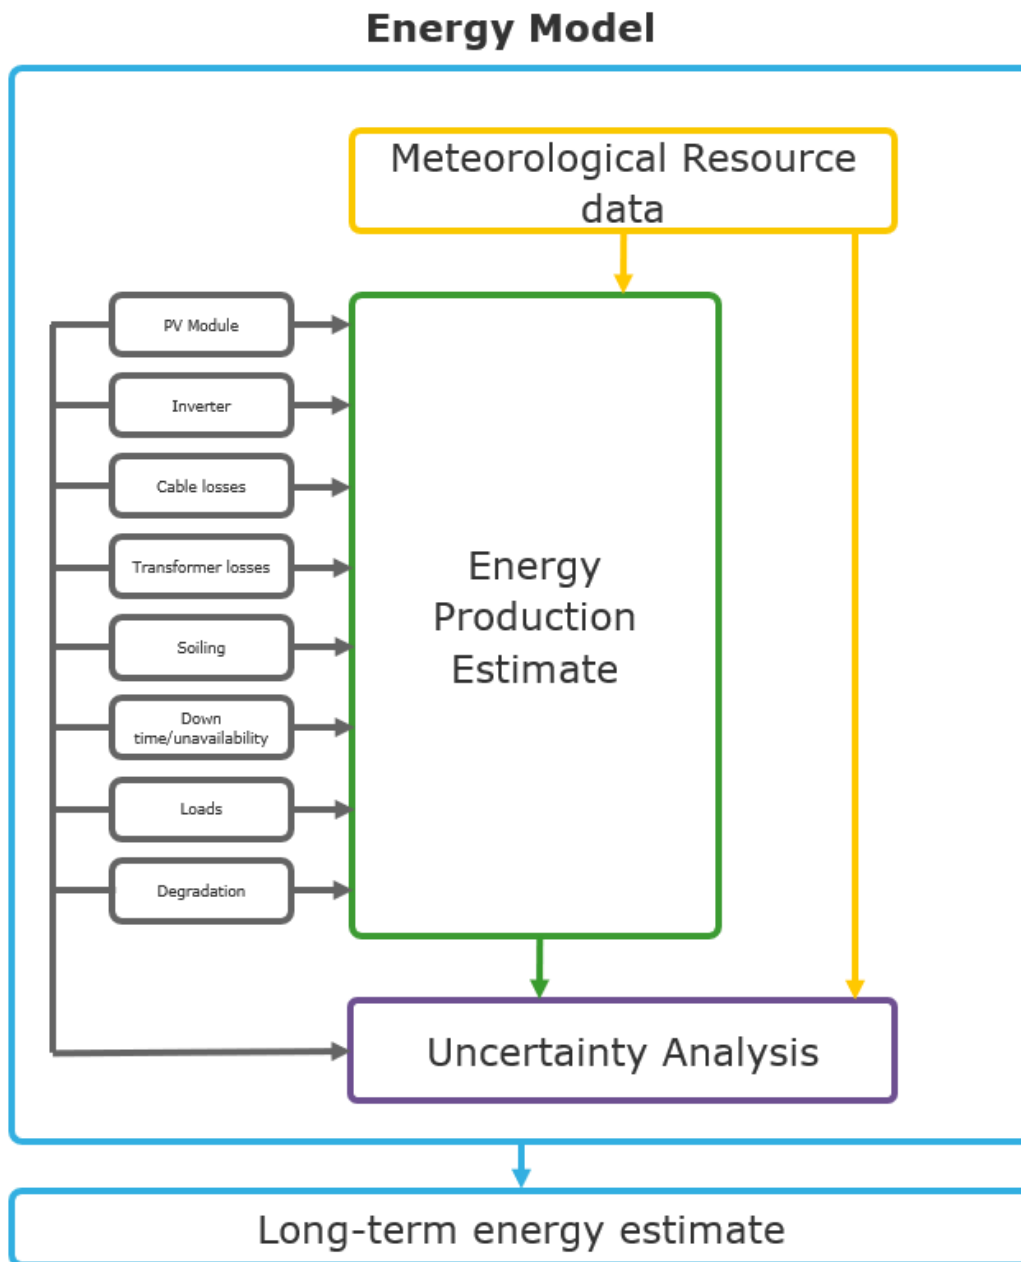 Energy Model
Meteorological Resource
data
PV Module
Inverter
Cable losses
Transformer losses
Soiling
Down
time/unavailability
Loads
Degradation
Energy
Production
Estimate
Uncertainty Analysis
Long-term energy estimate